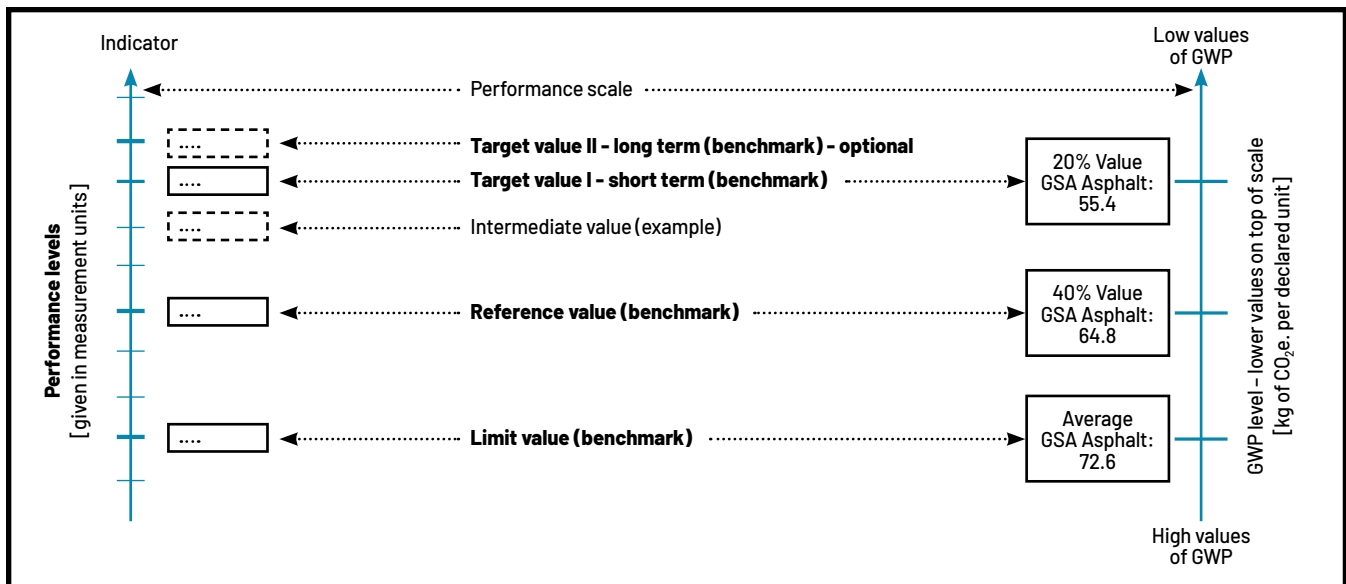 Indicator
Low values
of GWP
Performance scale
....
Target value II - long term (benchmark) - optional
....
Target value I - short term (benchmark)
20% Value
GSA Asphalt:
55.4
....
Intermediate value (example)
....
Reference value (benchmark)
40% Value
GSA Asphalt:
64.8
....
Limit value (benchmark)
Average
GSA Asphalt:
72.6
Performance levels
[given in measurement units]
GWP level – lower values on top of scale
[kg of CO₂e. per declared unit]
High values
of GWP